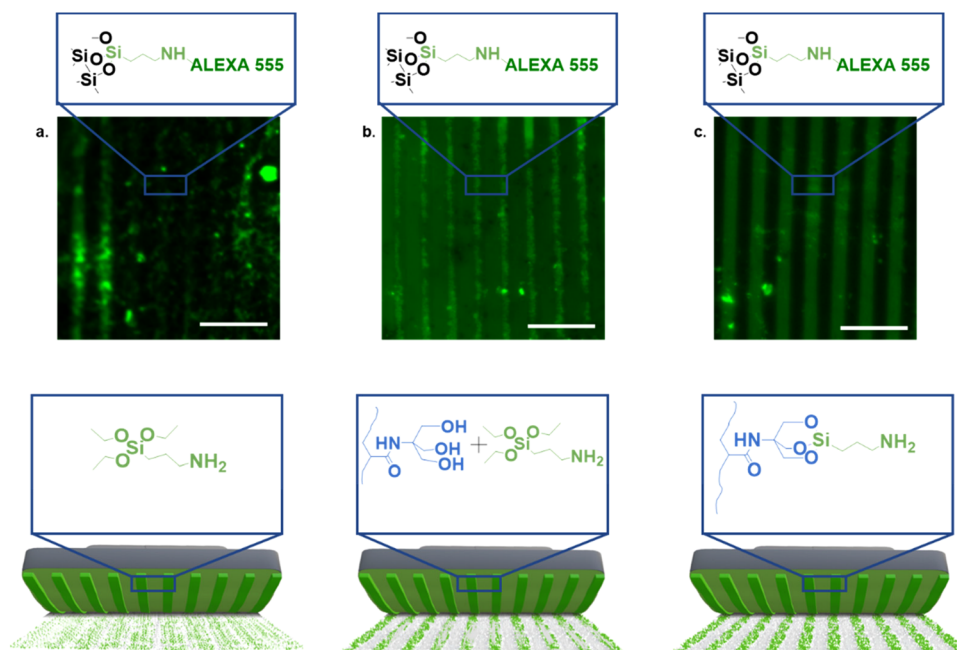 O
Si
Si
NH
O
O
Si
ALEXA 555
O
Si
Si
NH
O
O
Si
ALEXA 555
O
Si
Si
NH
O
O
Si
ALEXA 555
a.
b.
c.
O O
Si
O
NH2
OH
HN
OH
O
OH
+
O O
Si
O
NH2
O
HN
O
Si
NH2
O
O